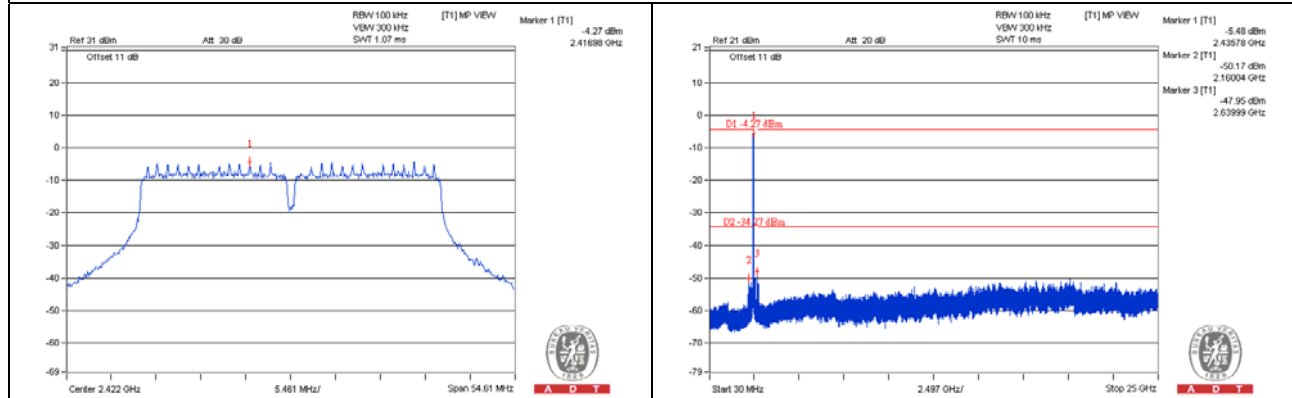 RBW 100 kHz [T1] MP VIEW
VBW 300 kHz
Ref 31 dBm Att 30 dB SWT 1.07 ms
Marker 1 [T1]
-4.27 dBm
2.41698 GHz
Offset 11 dB
31
20
10
0
-10
-20
-30
-40
-50
-60
-69
1
Center 2.422 GHz 5.461 MHz/ Span 54.61 MHz
BUREAU VERITAS
1828
A D T
RBW 100 kHz [T1] MP VIEW
VBW 300 kHz
Ref 21 dBm Att 20 dB SWT 10 ms
Marker 1 [T1]
-5.48 dBm
2.43578 GHz
Marker 2 [T1]
-50.17 dBm
2.16004 GHz
Marker 3 [T1]
-47.95 dBm
2.63999 GHz
Offset 11 dB
21
10
0
-10
-20
-30
-40
-50
-60
-70
-79
1
D1 -4.27 dBm
D2 -34.27 dBm
2
3
Start 30 MHz 2.497 GHz/ Stop 25 GHz
BUREAU VERITAS
1828
A D T